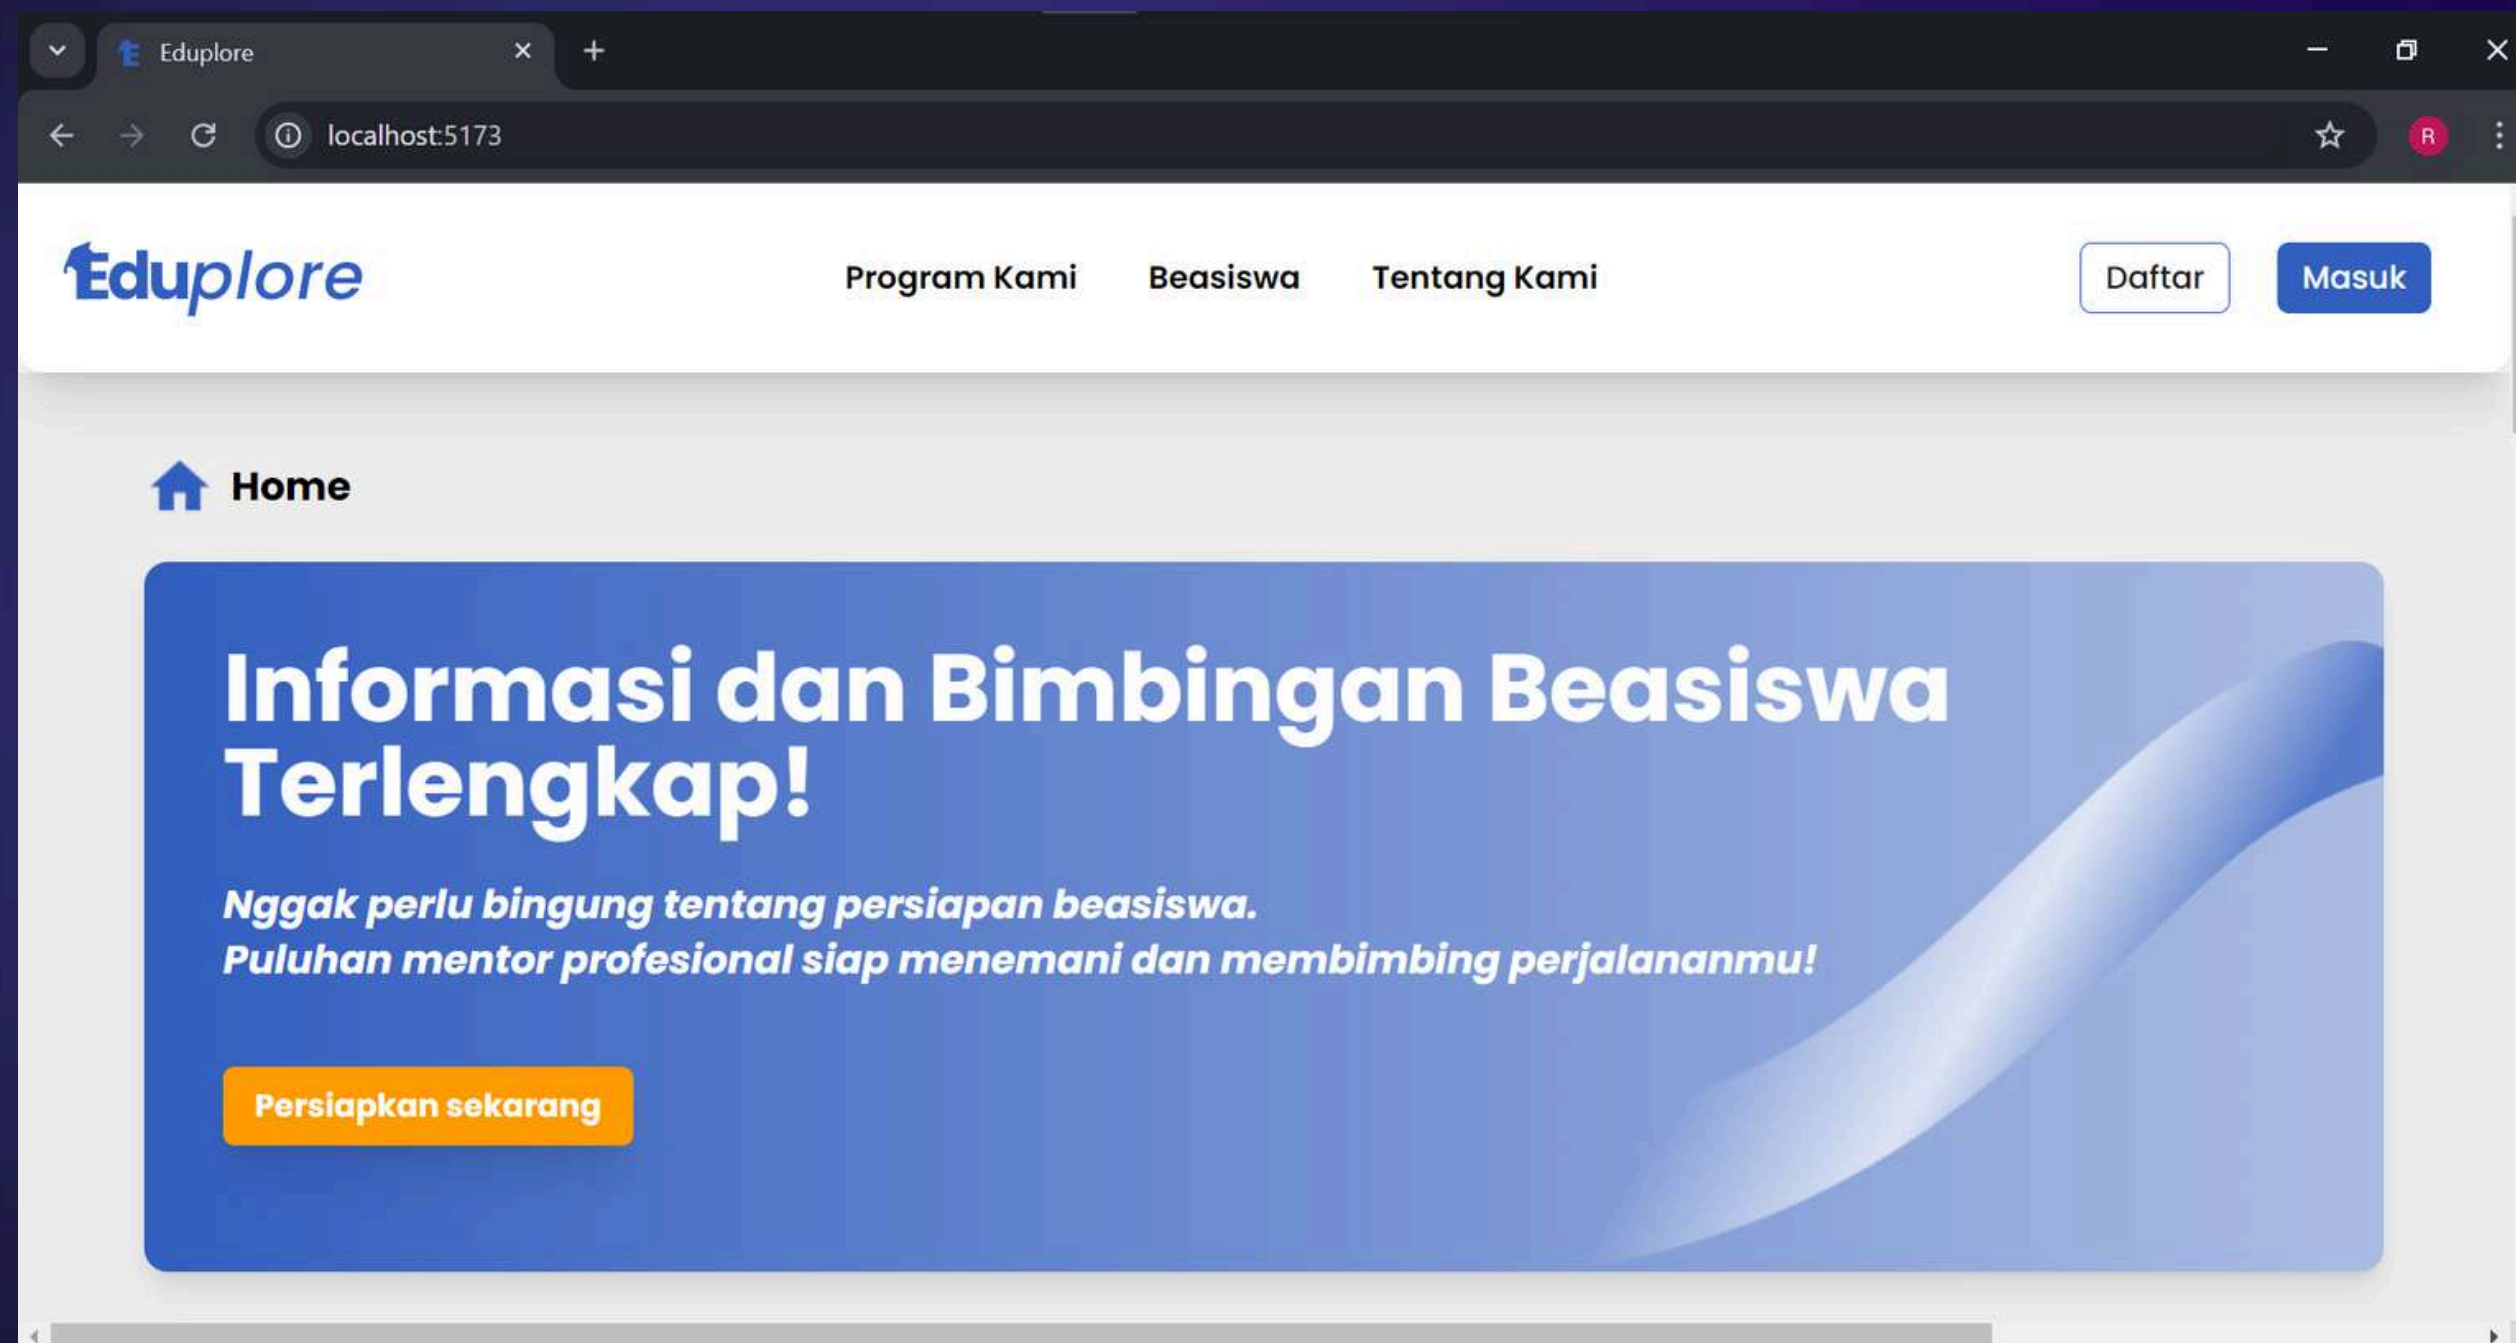 Eduplore
localhost:5173
R
Eduplore
Program Kami Beasiswa Tentang Kami Daftar Masuk
Home
Informasi dan Bimbingan Beasiswa
Terlengkap!
Nggak perlu bingung tentang persiapan beasiswa.
Puluhan mentor profesional siap menemani dan membimbing perjalananmu!
Persiapkan sekarang